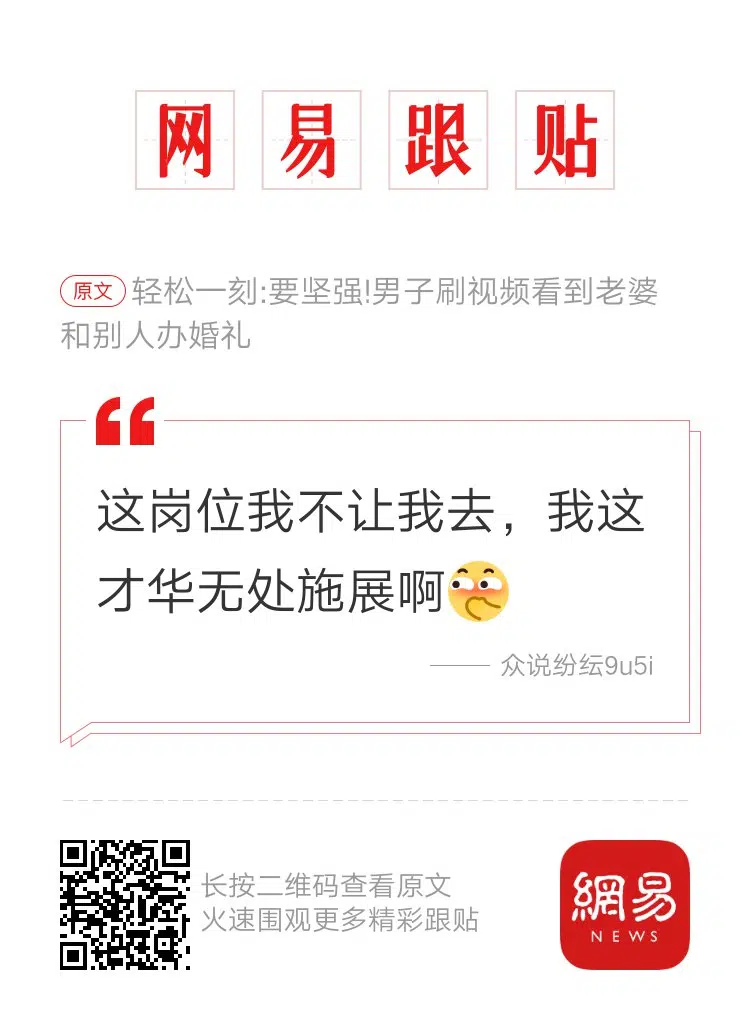 网易跟贴
原文 轻松一刻:要坚强!男子刷视频看到老婆
和别人办婚礼
这岗位我不让我去，我这
才华无处施展啊
—— 众说纷纭9u5i
长按二维码查看原文
火速围观更多精彩跟贴
網易
NEWS